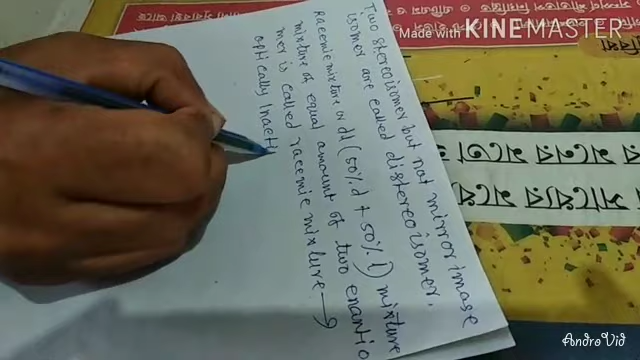 Two stereoisomer but not mirror image
isomer are called distereoisomer.
Racemic mixture or dl (50% d + 50% l) mixture
mixture of equal amount of two enantio
mer is called racemic mixture →
optically Inacti
Made with KINEMASTER
AndroVid